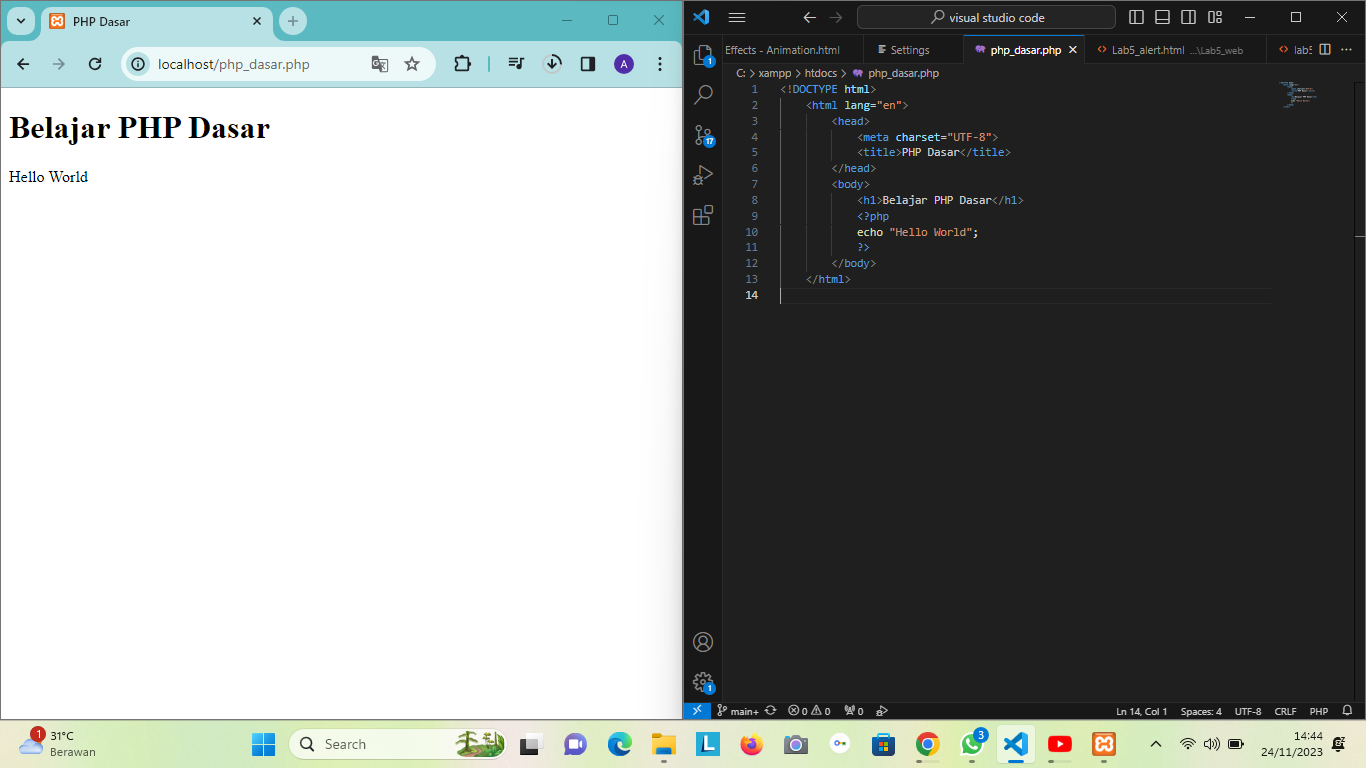 PHP Dasar
localhost/php_dasar.php
A
Belajar PHP Dasar
Hello World
visual studio code
Effects - Animation.html
Settings
php_dasar.php
Lab5_alert.html ...\Lab5_web
lab5
C: > xampp > htdocs > php_dasar.php
1 <!DOCTYPE html>
2 <html lang="en">
3 <head>
4 <meta charset="UTF-8">
5 <title>PHP Dasar</title>
6 </head>
7 <body>
8 <h1>Belajar PHP Dasar</h1>
9 <?php
10 echo "Hello World";
11 ?>
12 </body>
13 </html>
14
1
17
1
main+ 0 0 0
Ln 14, Col 1 Spaces: 4 UTF-8 CRLF PHP
1
31°C
Berawan
Search
L
3
14:44
24/11/2023